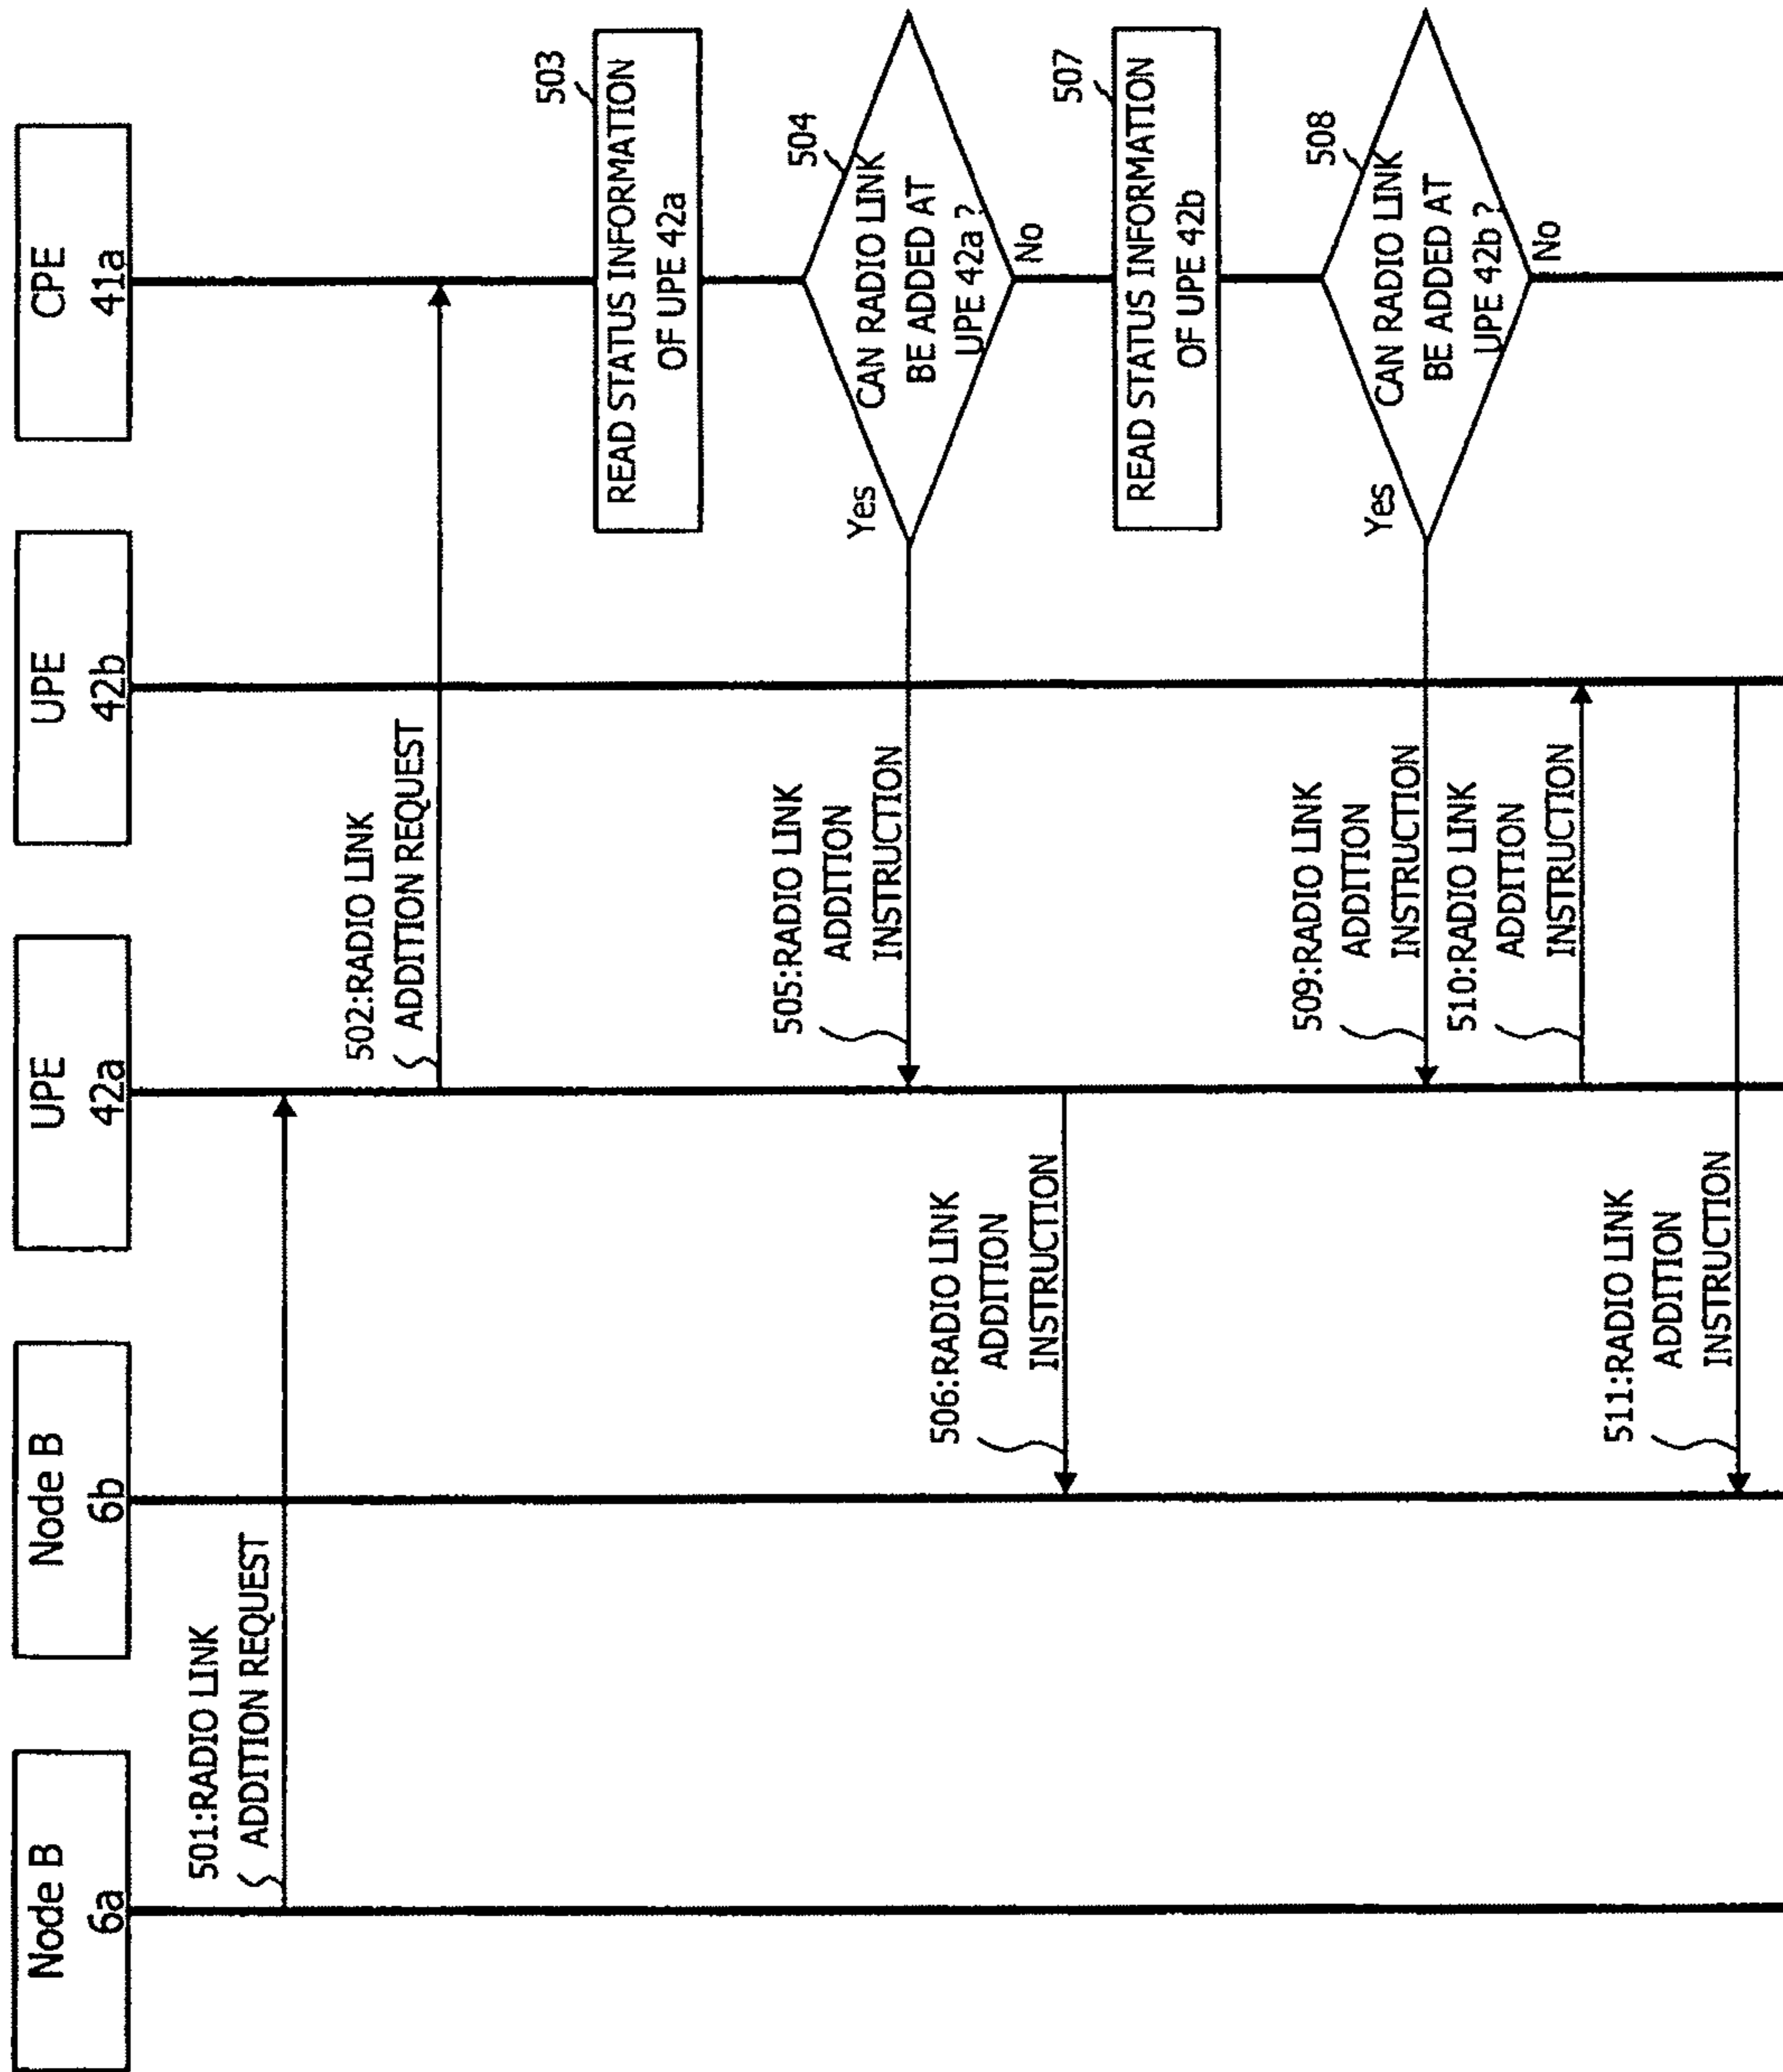 Node B
6a
Node B
6b
UPE
42a
UPE
42b
CPE
41a
501:RADIO LINK
ADDITION REQUEST
502:RADIO LINK
ADDITION REQUEST
503
READ STATUS INFORMATION
OF UPE 42a
504
CAN RADIO LINK
BE ADDED AT
UPE 42a ?
Yes
No
505:RADIO LINK
ADDITION
INSTRUCTION
506:RADIO LINK
ADDITION
INSTRUCTION
507
READ STATUS INFORMATION
OF UPE 42b
508
CAN RADIO LINK
BE ADDED AT
UPE 42b ?
Yes
No
509:RADIO LINK
ADDITION
INSTRUCTION
510:RADIO LINK
ADDITION
INSTRUCTION
511:RADIO LINK
ADDITION
INSTRUCTION